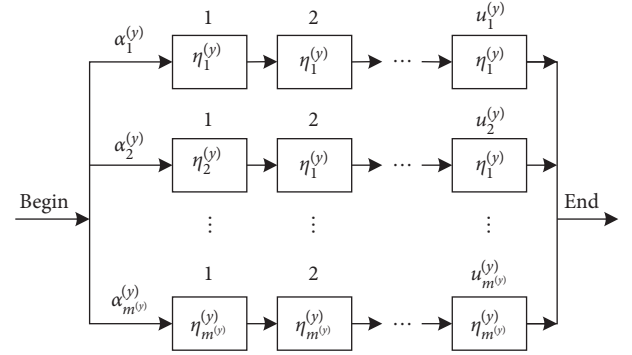 1 2 u_1^{(y)}
α_1^{(y)} η_1^{(y)} η_1^{(y)} ⋯ η_1^{(y)}
1 2 u_2^{(y)}
α_2^{(y)} η_2^{(y)} η_1^{(y)} ⋯ η_1^{(y)}
Begin ⋮ ⋮ ⋮ End
1 2 u_{m^{(y)}}^{(y)}
α_{m^{(y)}}^{(y)} η_{m^{(y)}}^{(y)} η_{m^{(y)}}^{(y)} ⋯ η_{m^{(y)}}^{(y)}